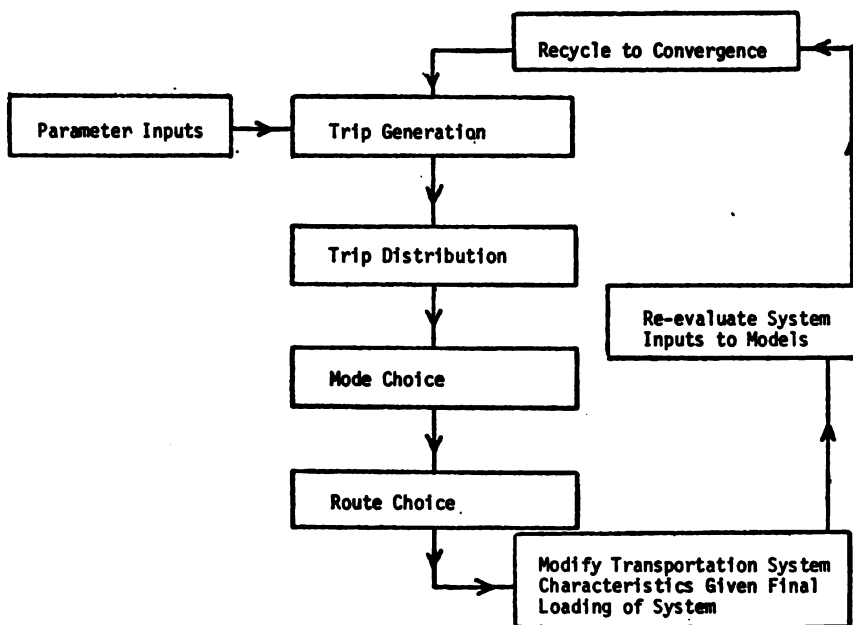 Recycle to Convergence
Parameter Inputs
Trip Generation
Trip Distribution
Re-evaluate System
Inputs to Models
Mode Choice
Route Choice
Modify Transportation System
Characteristics Given Final
Loading of System